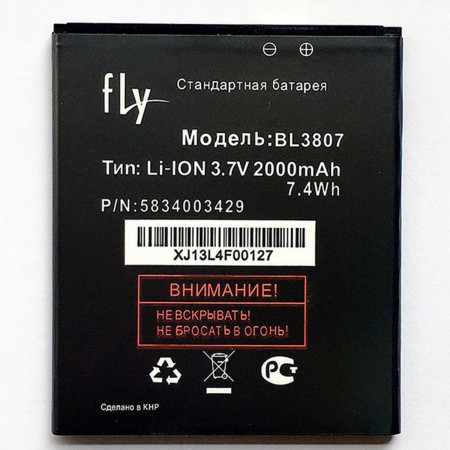 fly
Стандартная батарея
Модель:BL3807
Тип: Li-ION 3.7V 2000mAh
7.4Wh
P/N:5834003429
XJ13L4F00127
ВНИМАНИЕ!
НЕ ВСКРЫВАТЬ!
НЕ БРОСАТЬ В ОГОНЬ!
Сделано в КНР